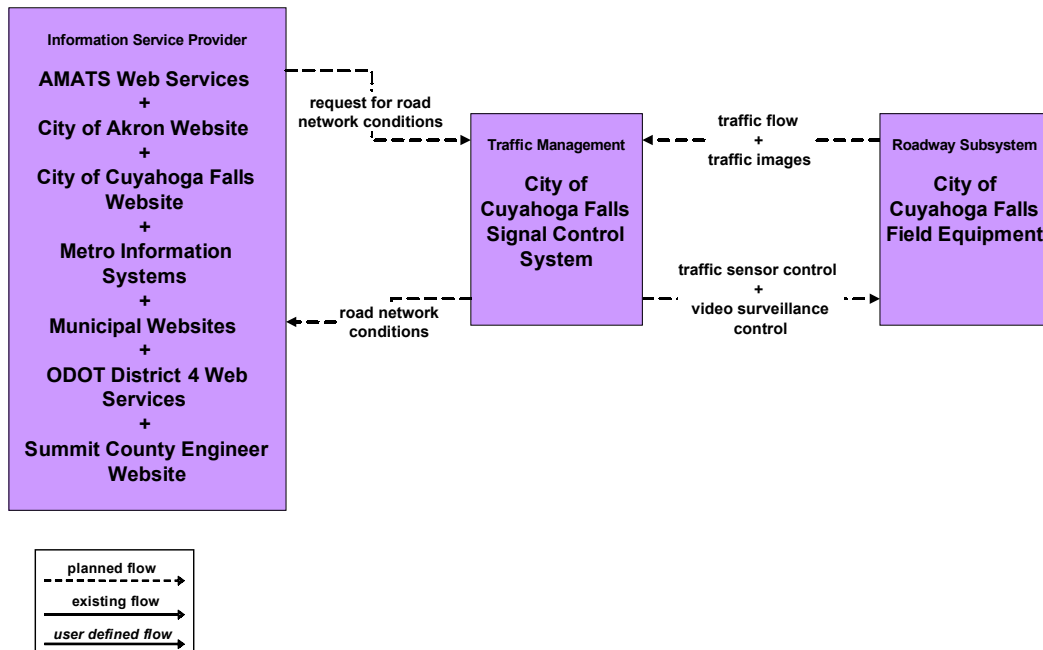 Information Service Provider
AMATS Web Services
+
City of Akron Website
+
City of Cuyahoga Falls
Website
+
Metro Information
Systems
+
Municipal Websites
+
ODOT District 4 Web
Services
+
Summit County Engineer
Website
request for road
network conditions
road network
conditions
Traffic Management
City of
Cuyahoga Falls
Signal Control
System
traffic flow
+
traffic images
traffic sensor control
+
video surveillance
control
Roadway Subsystem
City of
Cuyahoga Falls
Field Equipment
planned flow
existing flow
user defined flow